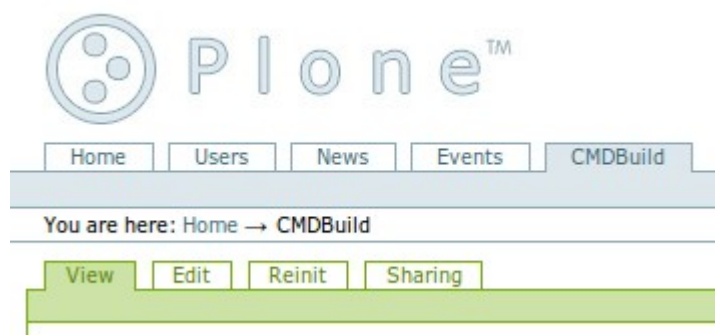 Plone™
Home Users News Events CMDBuild
You are here: Home → CMDBuild
View Edit Reinit Sharing